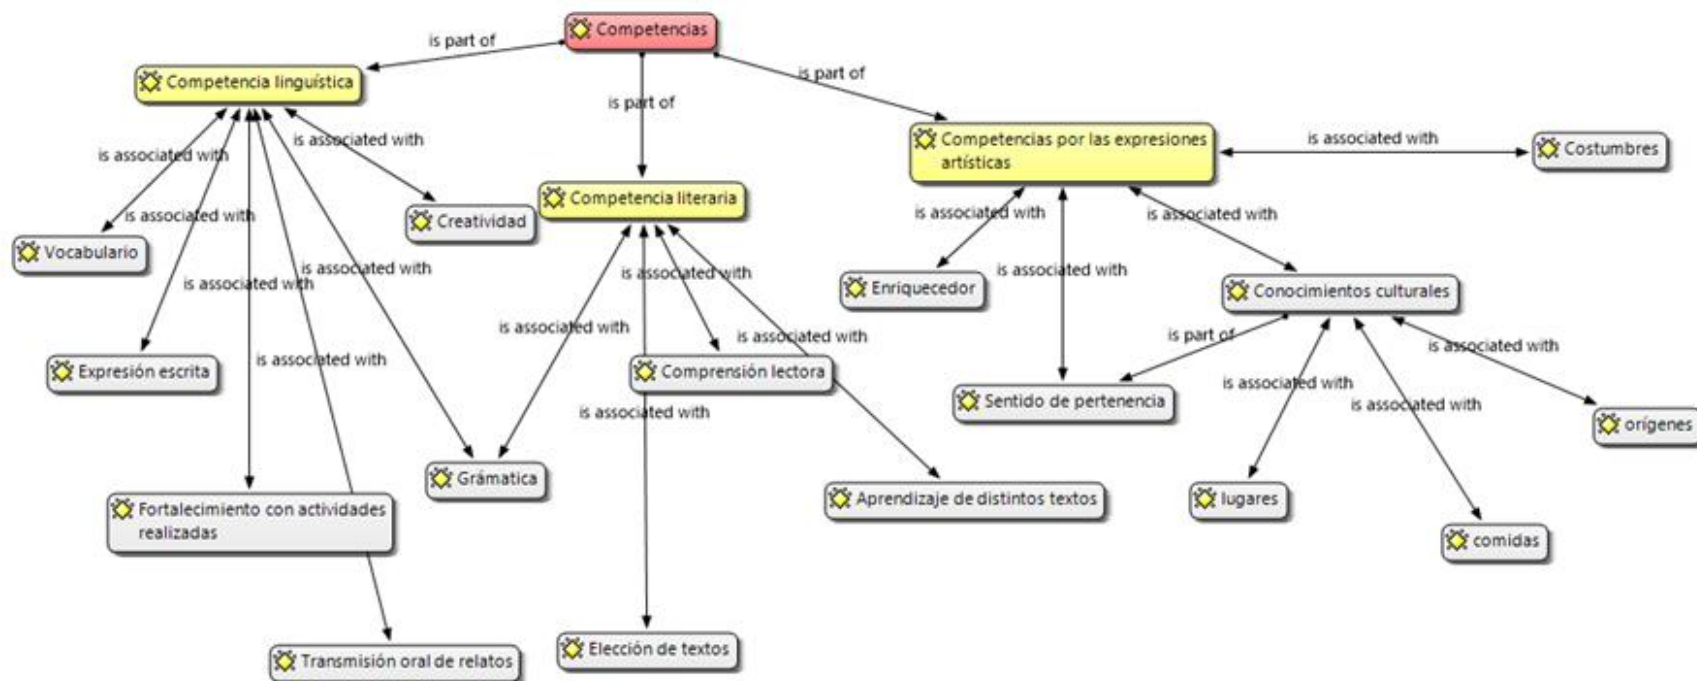 Competencias
is part of
Competencia linguística
is part of
is part of
Competencias por las expresiones
artísticas
is associated with
Costumbres
is associated with
is associated with
Competencia literaria
is associated with
Creatividad
is associated with
is associated with
Vocabulario
is associated with
is associated with
is associated with
is associated with
Enriquecedor
Conocimientos culturales
is associated with
is associated with
is associated with
is part of
is associated with
is associated with
Expresión escrita
Comprensión lectora
is associated with
is associated with
Sentido de pertenencia
is associated with
orígenes
Grámatica
Aprendizaje de distintos textos
lugares
Fortalecimiento con actividades
realizadas
comidas
Elección de textos
Transmisión oral de relatos